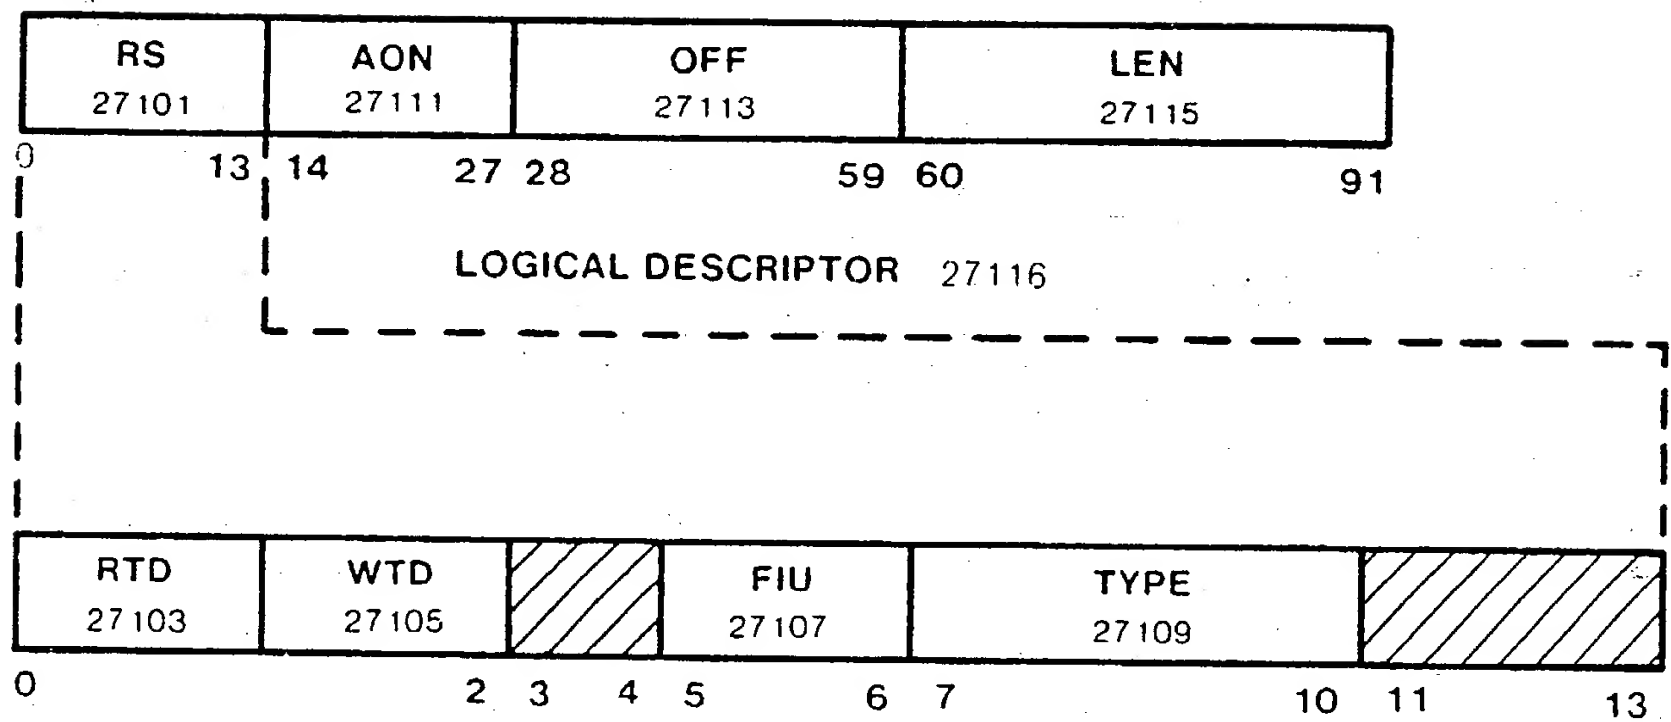 RS AON OFF LEN
27101 27111 27113 27115
0 13 14 27 28 59 60 91
LOGICAL DESCRIPTOR 27116
RTD WTD FIU TYPE
27103 27105 27107 27109
0 2 3 4 5 6 7 10 11 13